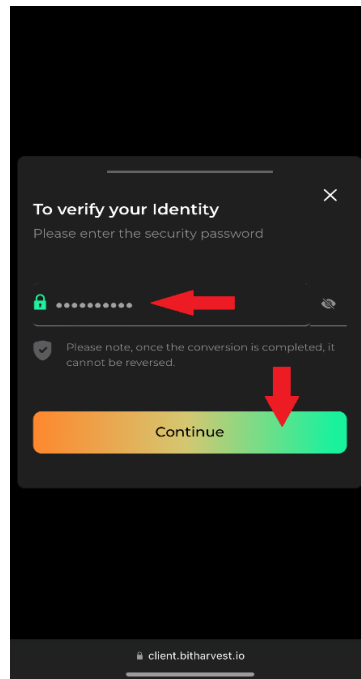 To verify your Identity
Please enter the security password
••••••••••
Please note, once the conversion is completed, it
cannot be reversed.
Continue
client.bitharvest.io